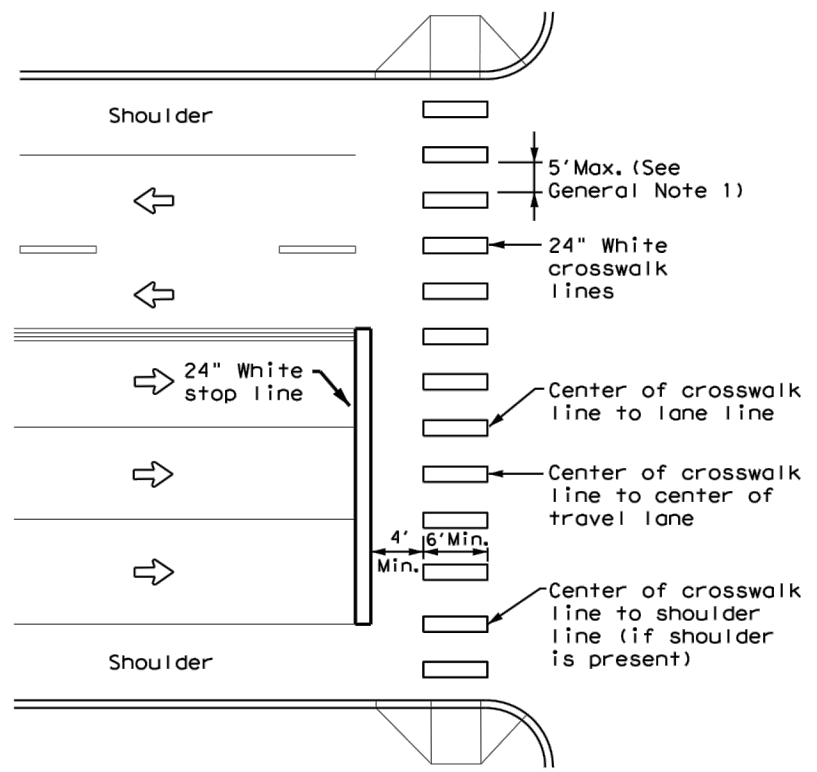 Shoulder
5'Max. (See
General Note 1)
24" White
crosswalk
lines
24" White
stop line
Center of crosswalk
line to lane line
Center of crosswalk
line to center of
travel lane
4'
Min.
6'Min.
Center of crosswalk
line to shoulder
line (if shoulder
is present)
Shoulder